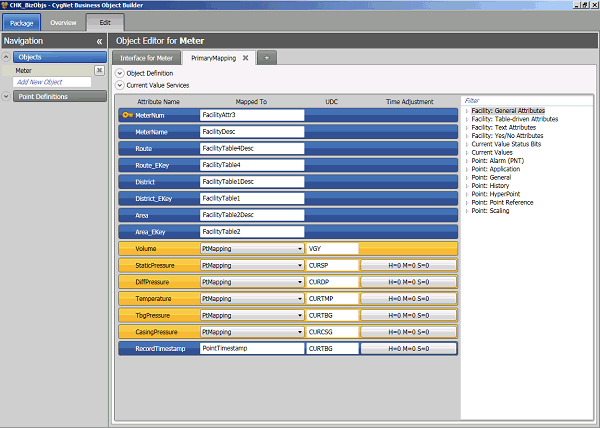 CHK_BizObjs - CygNet Business Object Builder
Package Overview Edit
Navigation «
Objects
Meter
Add New Object
Point Definitions
Object Editor for Meter
Interface for Meter PrimaryMapping +
Object Definition
Current Value Services
Attribute Name Mapped To UDC Time Adjustment
MeterNum FacilityAttr3
MeterName FacilityDesc
Route FacilityTable4Desc
Route_EKey FacilityTable4
District FacilityTable1Desc
District_EKey FacilityTable1
Area FacilityTable2Desc
Area_EKey FacilityTable2
Volume PtMapping VGY
StaticPressure PtMapping CURSP H=0 M=0 S=0
DiffPressure PtMapping CURDP H=0 M=0 S=0
Temperature PtMapping CURTMP H=0 M=0 S=0
TbgPressure PtMapping CURTBG H=0 M=0 S=0
CasingPressure PtMapping CURCSG H=0 M=0 S=0
RecordTimestamp PointTimestamp CURTBG H=0 M=0 S=0
Filter
Facility: General Attributes
Facility: Table-driven Attributes
Facility: Text Attributes
Facility: Yes/No Attributes
Current Value Status Bits
Current Values
Point: Alarm (PNT)
Point: Application
Point: General
Point: History
Point: HyperPoint
Point: Point Reference
Point: Scaling